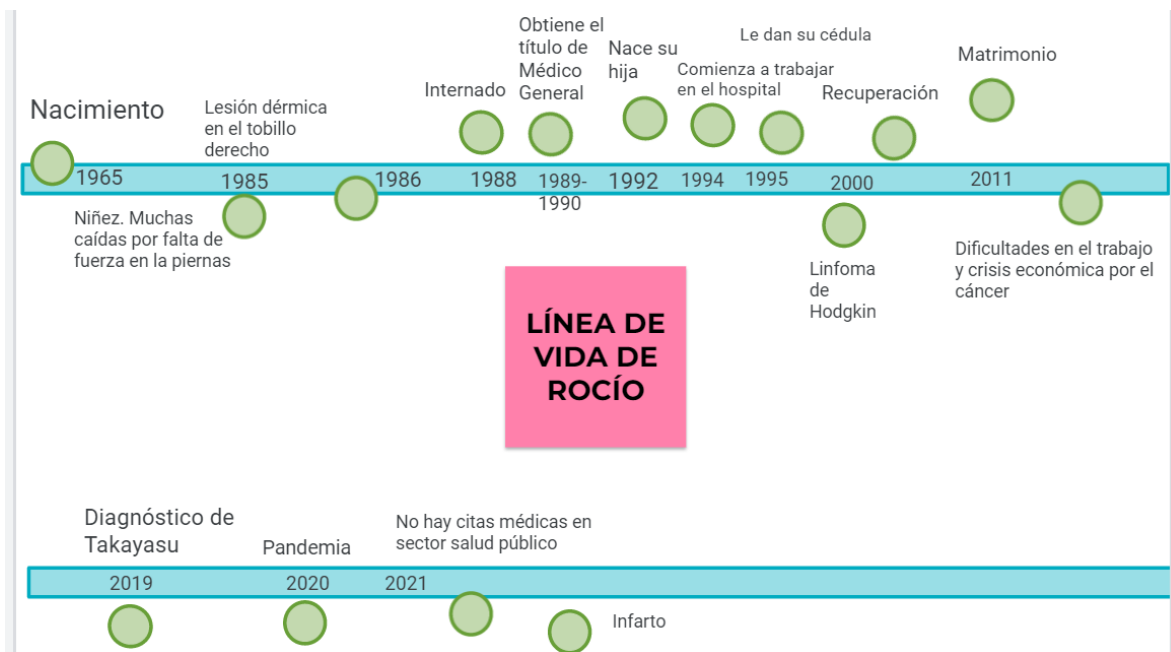 Nacimiento
Lesión dérmica
en el tobillo
derecho
Internado
Obtiene el
título de
Médico
General
Nace su
hija
Comienza a trabajar
en el hospital
Le dan su cédula
Recuperación
Matrimonio
1965
1985
1986
1988
1989-
1990
1992
1994
1995
2000
2011
Niñez. Muchas
caídas por falta de
fuerza en la piernas
Linfoma
de
Hodgkin
Dificultades en el trabajo
y crisis económica por el
cáncer
LÍNEA DE
VIDA DE
ROCÍO
Diagnóstico de
Takayasu
Pandemia
No hay citas médicas en
sector salud público
2019
2020
2021
Infarto